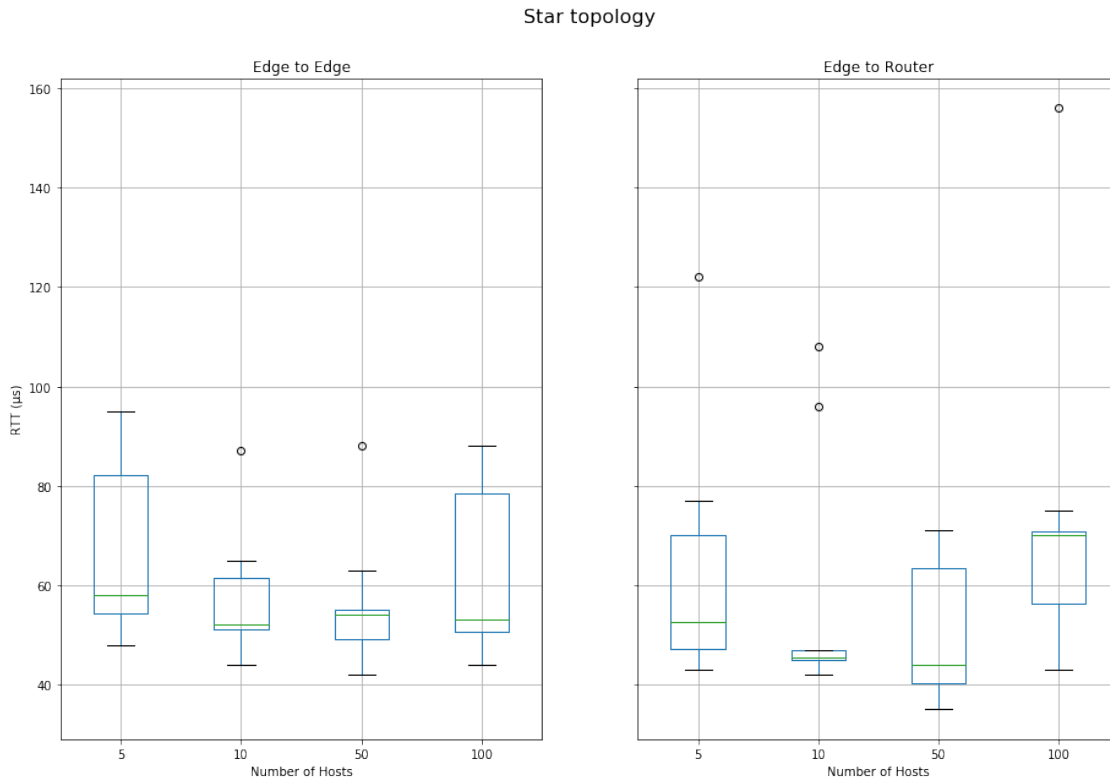 Star topology
Edge to Edge
160
140
120
100
80
60
40
RTT (µs)
5 10 50 100
Number of Hosts
Edge to Router
5 10 50 100
Number of Hosts